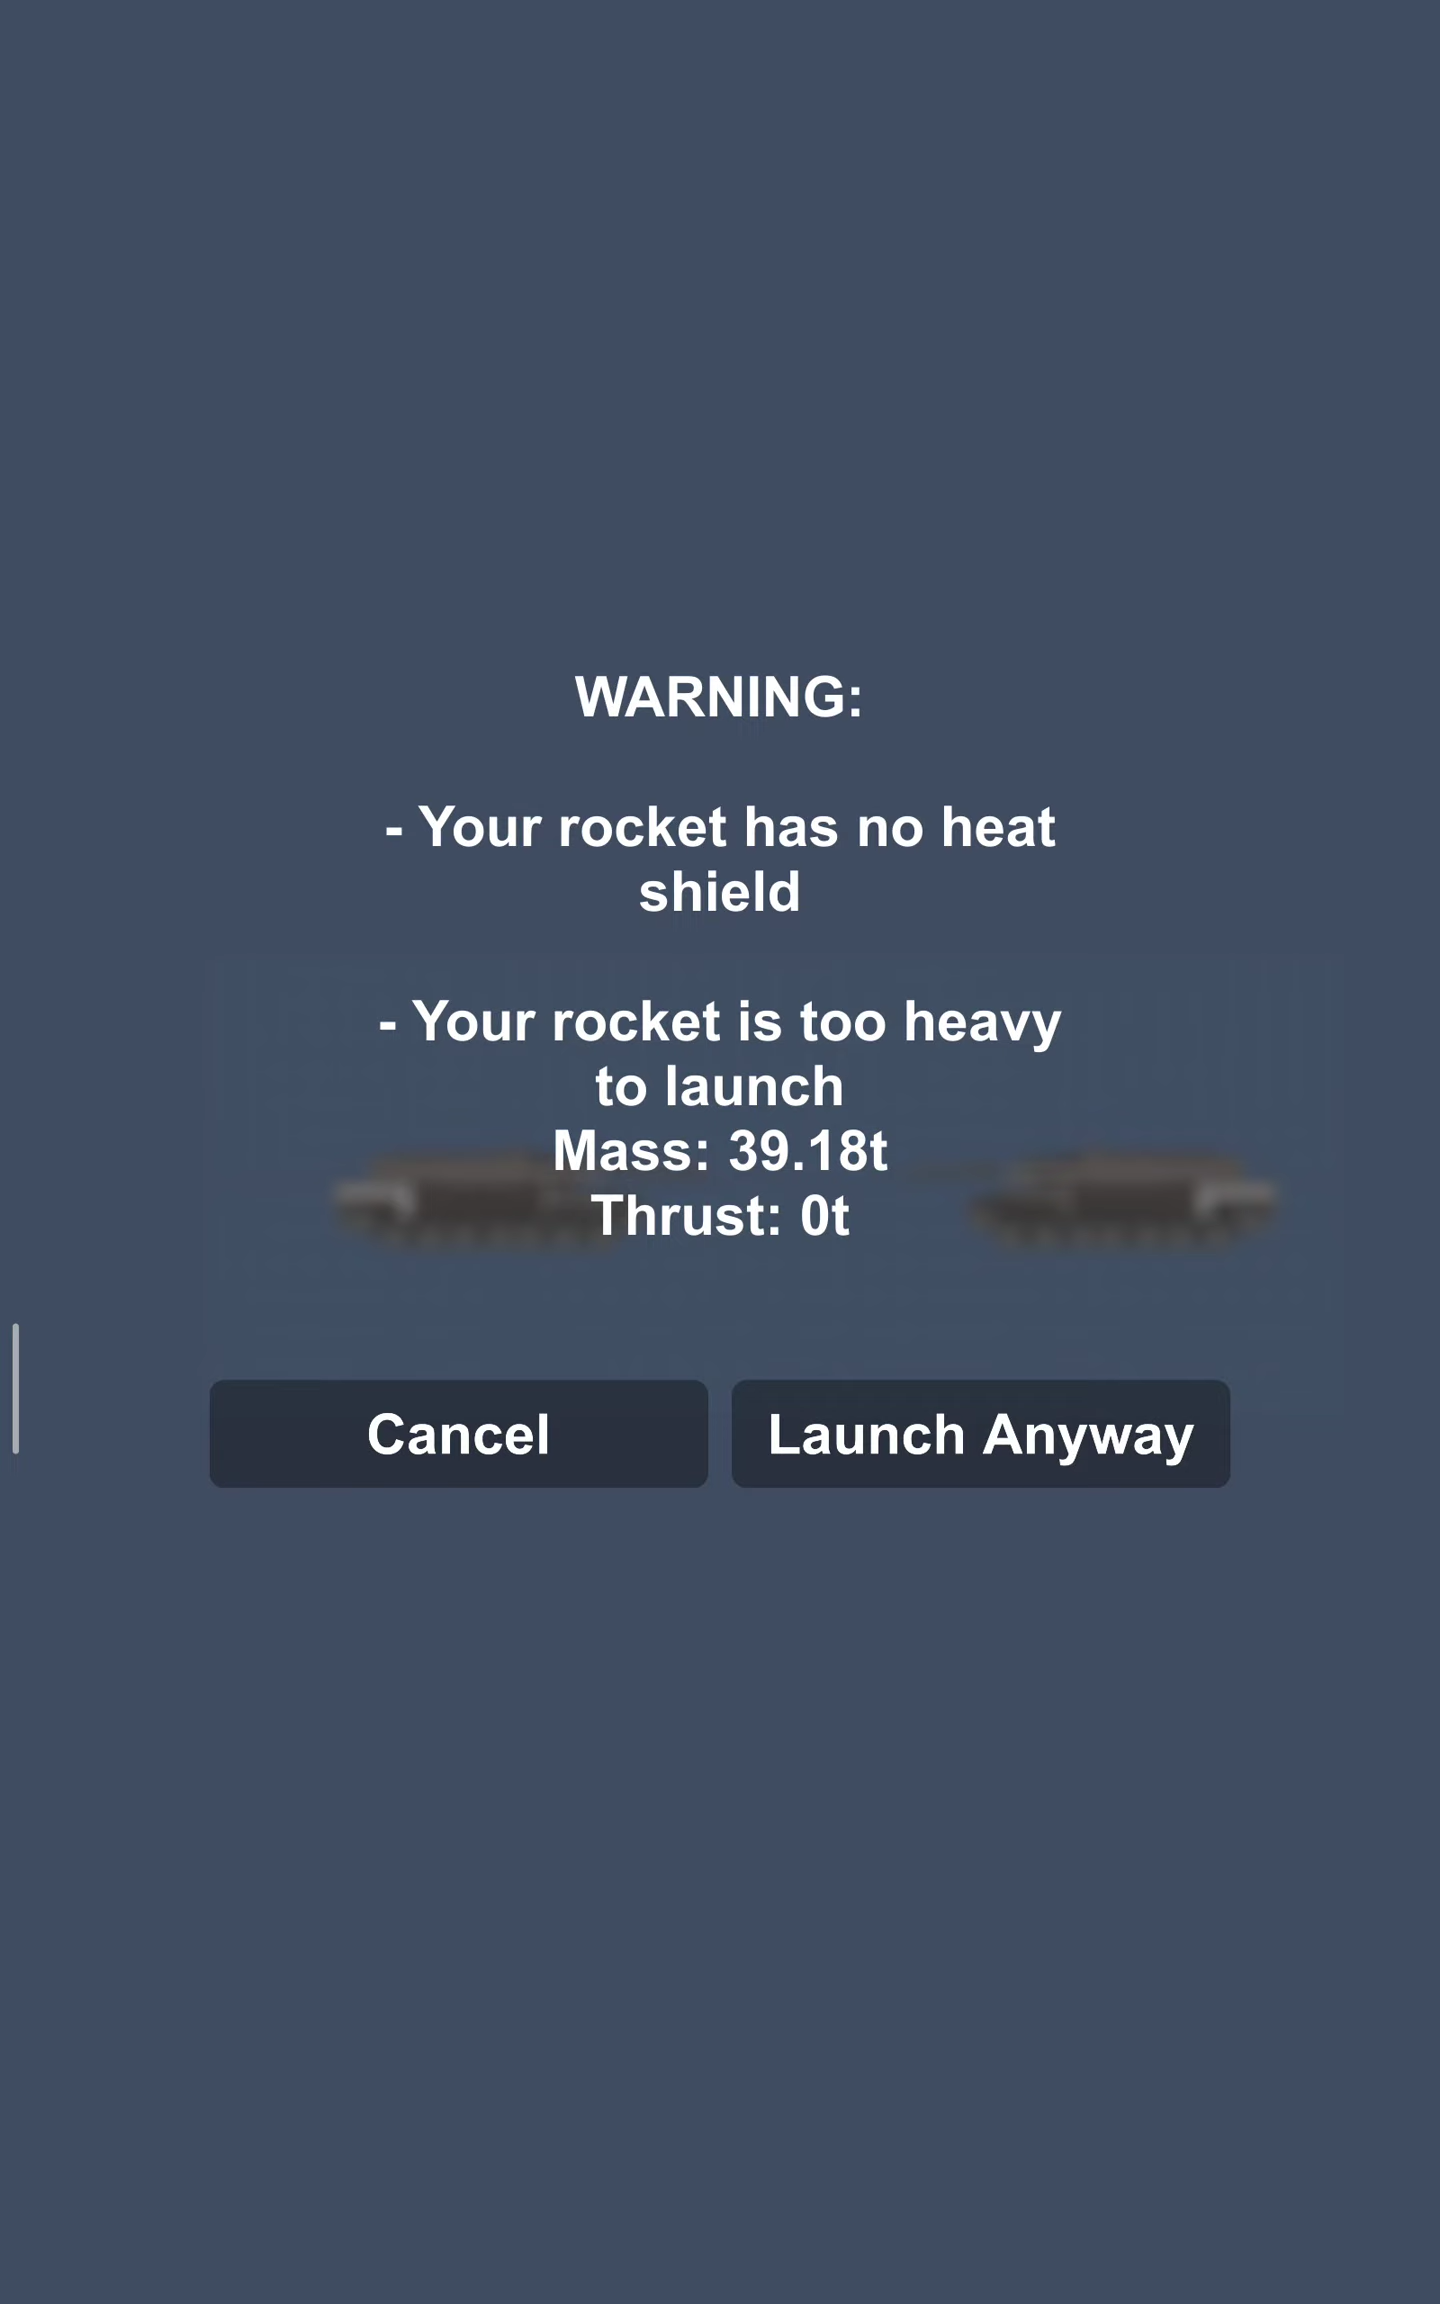 WARNING:
- Your rocket has no heat
shield
- Your rocket is too heavy
to launch
Mass: 39.18t
Thrust: 0t
Cancel
Launch Anyway